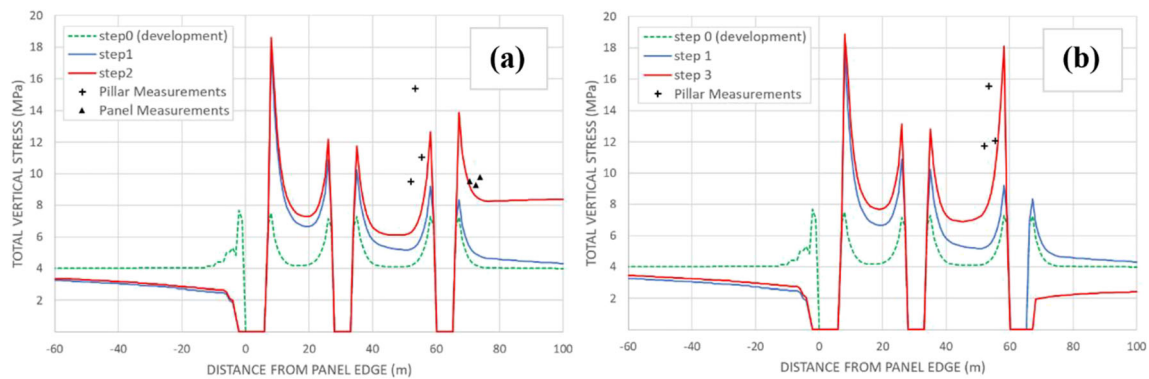 20
18
16
14
12
10
8
6
4
2
TOTAL VERTICAL STRESS (MPa)
step0 (development)
step1
step2
Pillar Measurements
Panel Measurements
(a)
-60 -40 -20 0 20 40 60 80 100
DISTANCE FROM PANEL EDGE (m)
20
18
16
14
12
10
8
6
4
2
TOTAL VERTICAL STRESS (MPa)
step 0 (development)
step 1
step 3
Pillar Measurements
(b)
-60 -40 -20 0 20 40 60 80 100
DISTANCE FROM PANEL EDGE (m)